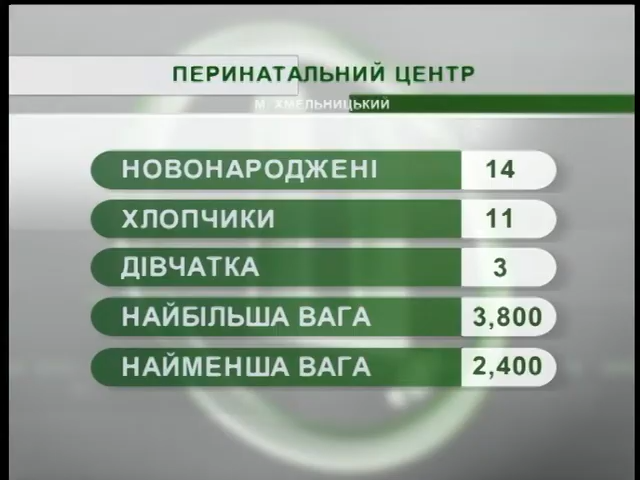 ПЕРИНАТАЛЬНИЙ ЦЕНТР
М. ХМЕЛЬНИЦЬКИЙ
НОВОНАРОДЖЕНІ 14
ХЛОПЧИКИ 11
ДІВЧАТКА 3
НАЙБІЛЬША ВАГА 3,800
НАЙМЕНША ВАГА 2,400